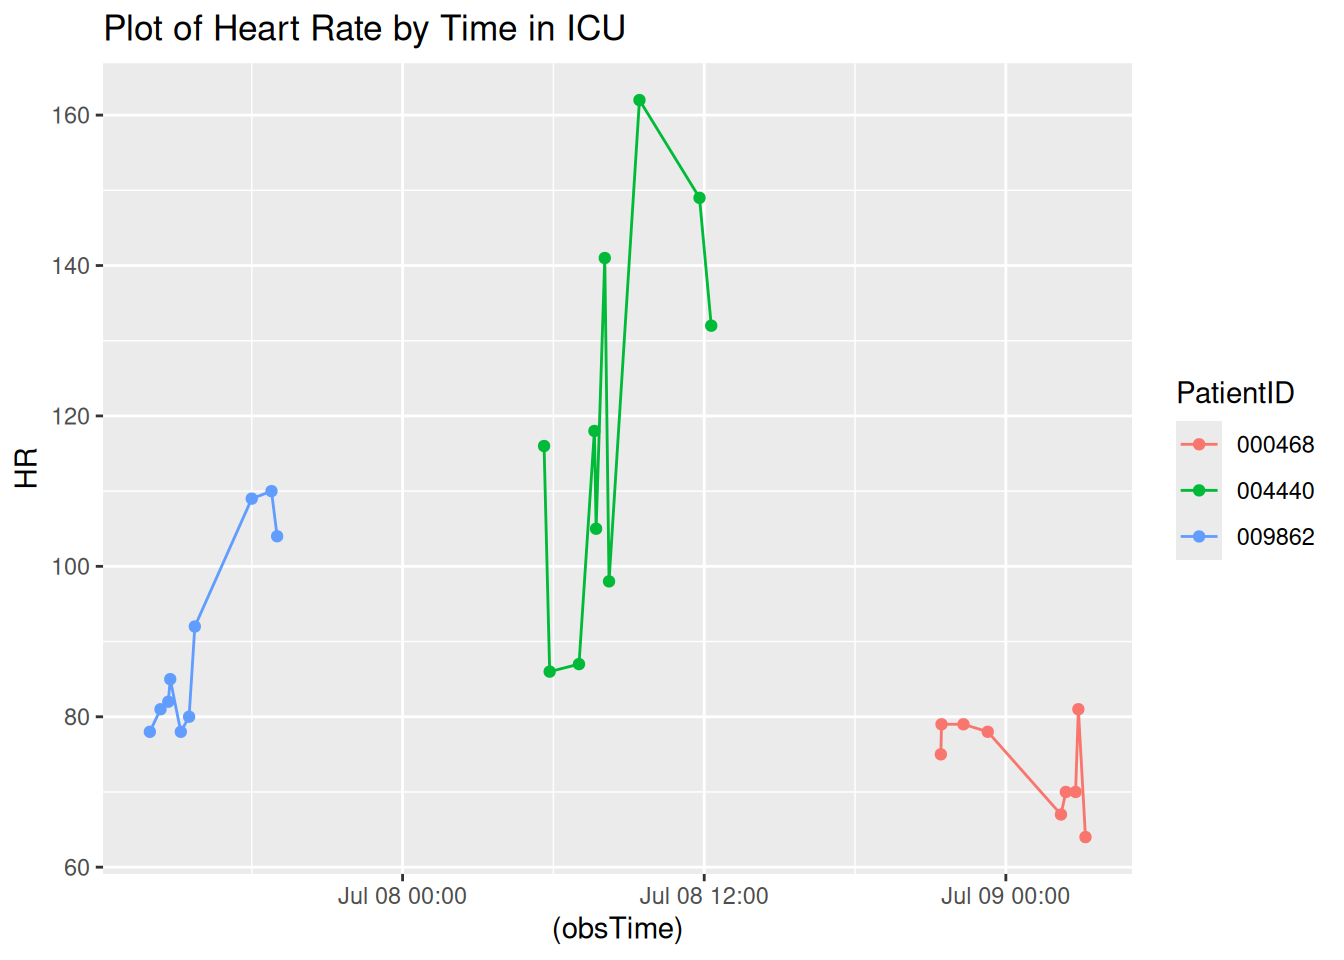 Plot of Heart Rate by Time in ICU
160
140
120
100
80
60
HR
Jul 08 00:00
Jul 08 12:00
Jul 09 00:00
(obsTime)
PatientID
000468
004440
009862